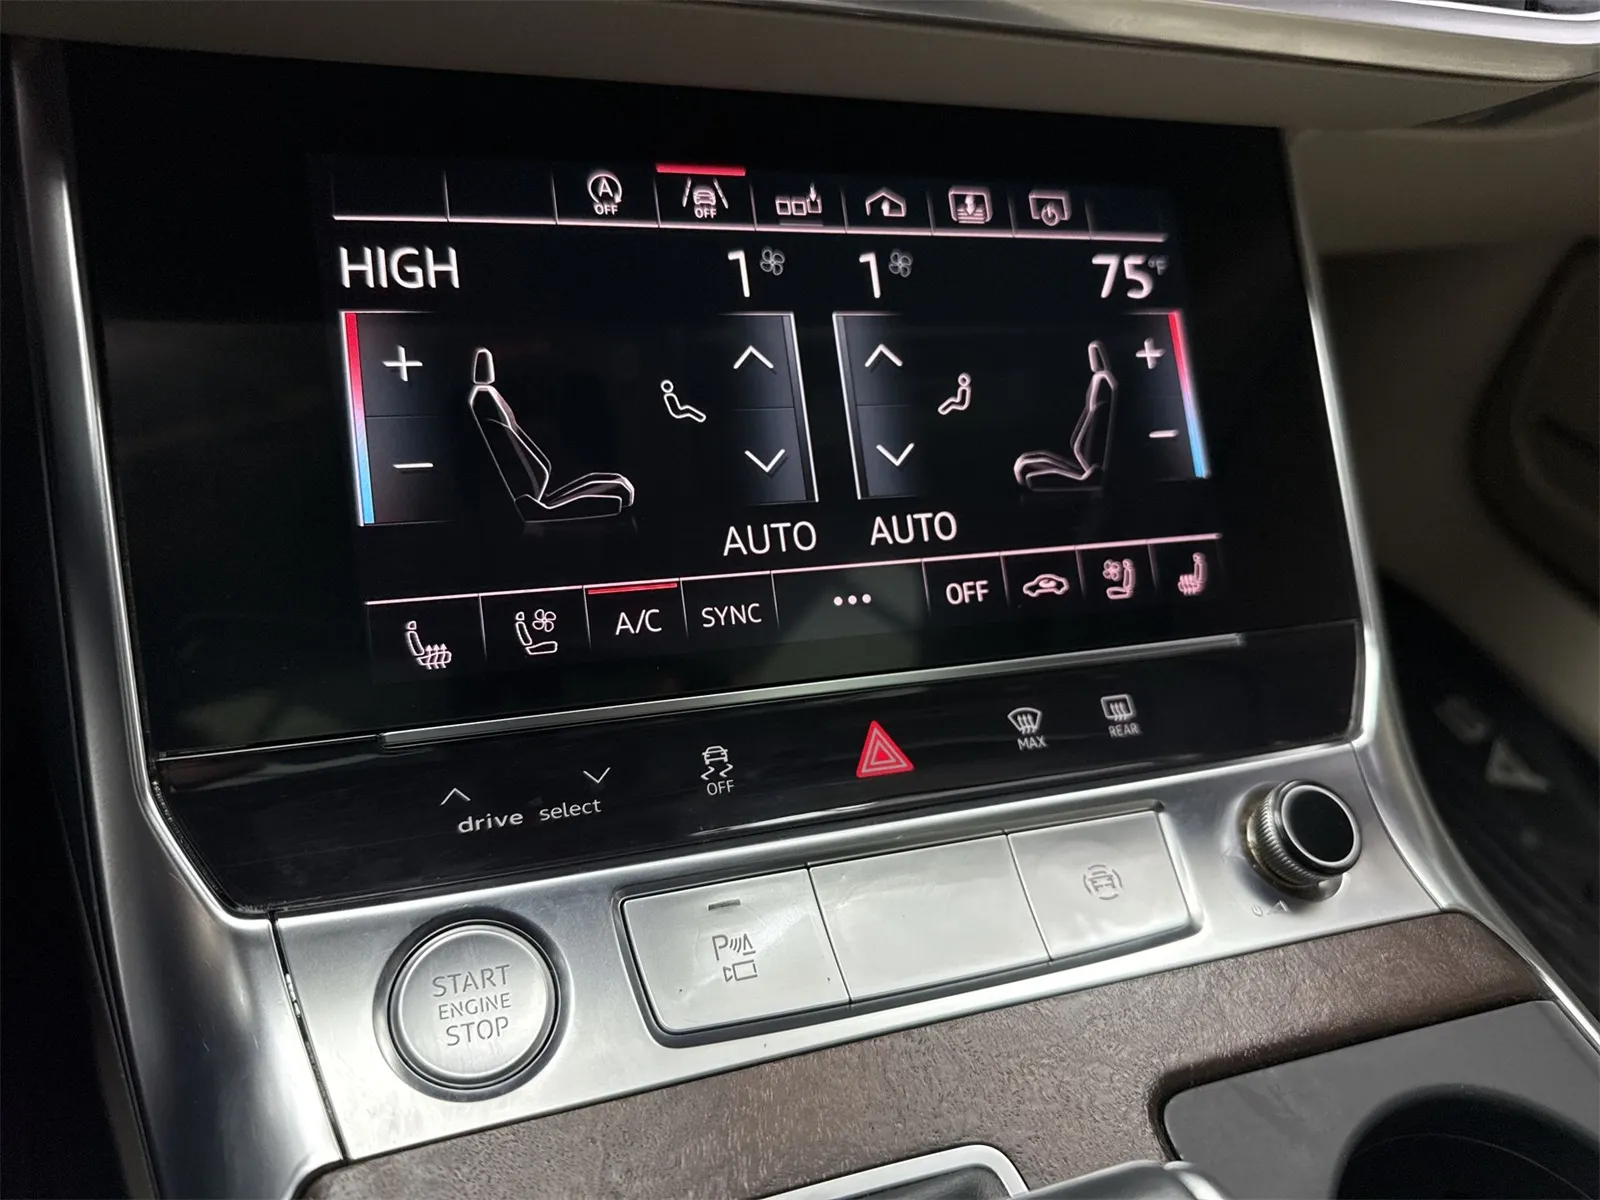 A
OFF
OFF
HIGH
1
1
75°F
AUTO
AUTO
A/C
SYNC
•••
OFF
drive select
OFF
MAX
REAR
START
ENGINE
STOP
P
A